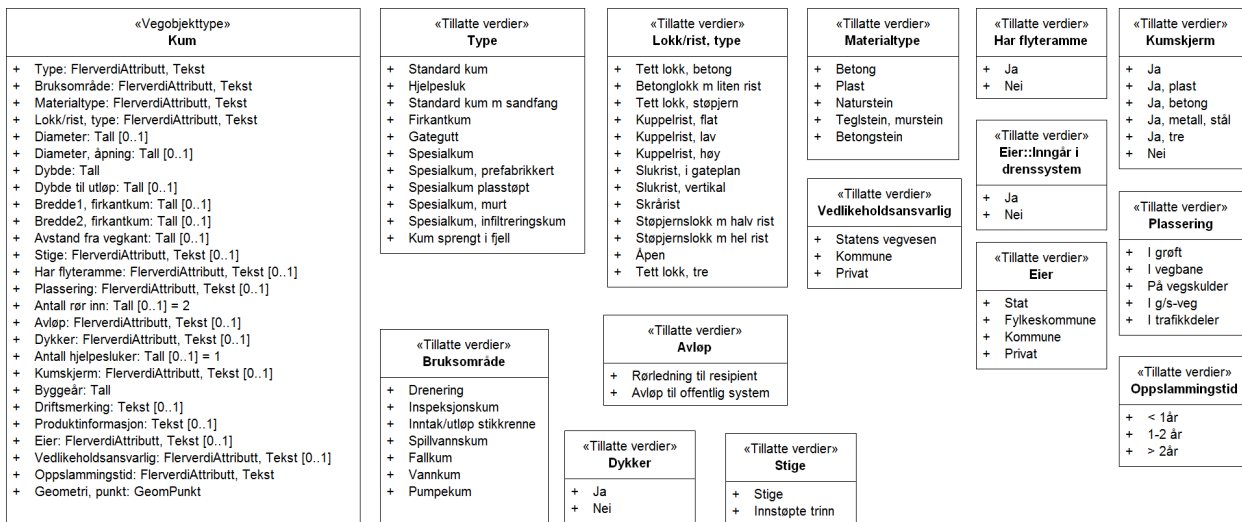 «Vegobjekttype»
Kum
+ Type: FlerverdiAttributt, Tekst
+ Bruksområde: FlerverdiAttributt, Tekst
+ Materialtype: FlerverdiAttributt, Tekst
+ Lokk/rist, type: FlerverdiAttributt, Tekst
+ Diameter: Tall [0..1]
+ Diameter, åpning: Tall [0..1]
+ Dybde: Tall
+ Dybde til utløp: Tall [0..1]
+ Bredde1, firkantkum: Tall [0..1]
+ Bredde2, firkantkum: Tall [0..1]
+ Avstand fra vegkant: Tall [0..1]
+ Stige: FlerverdiAttributt, Tekst [0..1]
+ Har flyteramme: FlerverdiAttributt, Tekst [0..1]
+ Plassering: FlerverdiAttributt, Tekst [0..1]
+ Antall rør inn: Tall [0..1] = 2
+ Avløp: FlerverdiAttributt, Tekst [0..1]
+ Dykker: FlerverdiAttributt, Tekst [0..1]
+ Antall hjelpesluker: Tall [0..1] = 1
+ Kumskjerm: FlerverdiAttributt, Tekst [0..1]
+ Byggeår: Tall
+ Driftsmerking: Tekst [0..1]
+ Produktinformasjon: Tekst [0..1]
+ Eier: FlerverdiAttributt, Tekst [0..1]
+ Vedlikeholdsansvarlig: FlerverdiAttributt, Tekst [0..1]
+ Oppslammingstid: FlerverdiAttributt, Tekst
+ Geometri, punkt: GeomPunkt
«Tillatte verdier»
Type
+ Standard kum
+ Hjelpesluk
+ Standard kum m sandfang
+ Firkantkum
+ Gategutt
+ Spesialkum
+ Spesialkum, prefabrikkert
+ Spesialkum plasstøpt
+ Spesialkum, murt
+ Spesialkum, infiltreringskum
+ Kum sprengt i fjell
«Tillatte verdier»
Bruksområde
+ Drenering
+ Inspeksjonskum
+ Inntak/utløp stikkrenne
+ Spillvannskum
+ Fallkum
+ Vannkum
+ Pumpekum
«Tillatte verdier»
Lokk/rist, type
+ Tett lokk, betong
+ Betonglokk m liten rist
+ Tett lokk, støpjern
+ Kuppelrist, flat
+ Kuppelrist, lav
+ Kuppelrist, høy
+ Slukrist, i gateplan
+ Slukrist, vertikal
+ Skrårist
+ Støpjernslokk m halv rist
+ Støpjernslokk m hel rist
+ Åpen
+ Tett lokk, tre
«Tillatte verdier»
Avløp
+ Rørledning til resipient
+ Avløp til offentlig system
«Tillatte verdier»
Dykker
+ Ja
+ Nei
«Tillatte verdier»
Stige
+ Stige
+ Innstøpte trinn
«Tillatte verdier»
Materialtype
+ Betong
+ Plast
+ Naturstein
+ Teglstein, murstein
+ Betongstein
«Tillatte verdier»
Vedlikeholdsansvarlig
+ Statens vegvesen
+ Kommune
+ Privat
«Tillatte verdier»
Har flyteramme
+ Ja
+ Nei
«Tillatte verdier»
Eier::Inngår i
drenssystem
+ Ja
+ Nei
«Tillatte verdier»
Eier
+ Stat
+ Fylkeskommune
+ Kommune
+ Privat
«Tillatte verdier»
Kumskjerm
+ Ja
+ Ja, plast
+ Ja, betong
+ Ja, metall, stål
+ Ja, tre
+ Nei
«Tillatte verdier»
Plassering
+ I grøft
+ I vegbane
+ På vegskulder
+ I g/s-veg
+ I trafikkdeler
«Tillatte verdier»
Oppslammingstid
+ < 1år
+ 1-2 år
+ > 2år